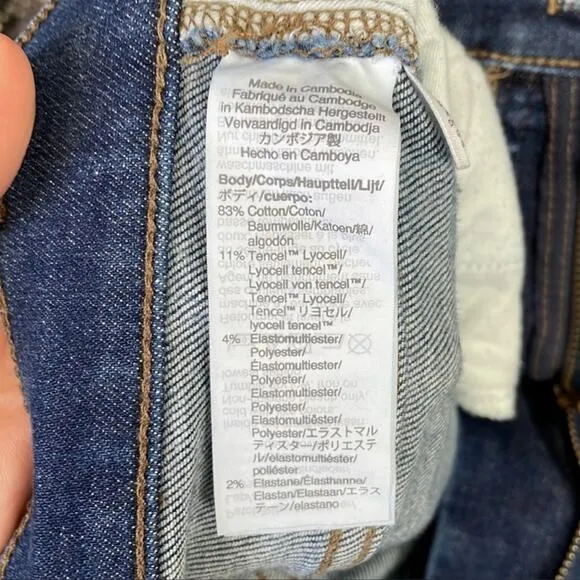 Made in Cambodia/
Fabriqué au Cambodge
in Kambodscha Hergestellt
Vervaardigd in Cambodja
カンボジア製
Hecho en Camboya
Body/Corps/Hauptteil/Lijf/
ボディ/cuerpo:
83% Cotton/Coton/
Baumwolle/Katoen/綿/
algodón
11% Tencel™ Lyocell/
Lyocell tencel™/
Lyocell von tencel™/
Tencel™ Lyocell/
Tencel™ リヨセル/
lyocell tencel™
4% Elastomultiester/
Polyester/
Élastomultiester/
Polyester/
Elastomultiester/
Polyester/
Elastomultiëster/
Polyester/エラストマル
ティスター/ポリエステ
ル/elastomultiéster/
poliéster
2% Elastane/Élasthanne/
Elastan/Elastaan/エラス
テーン/elastano